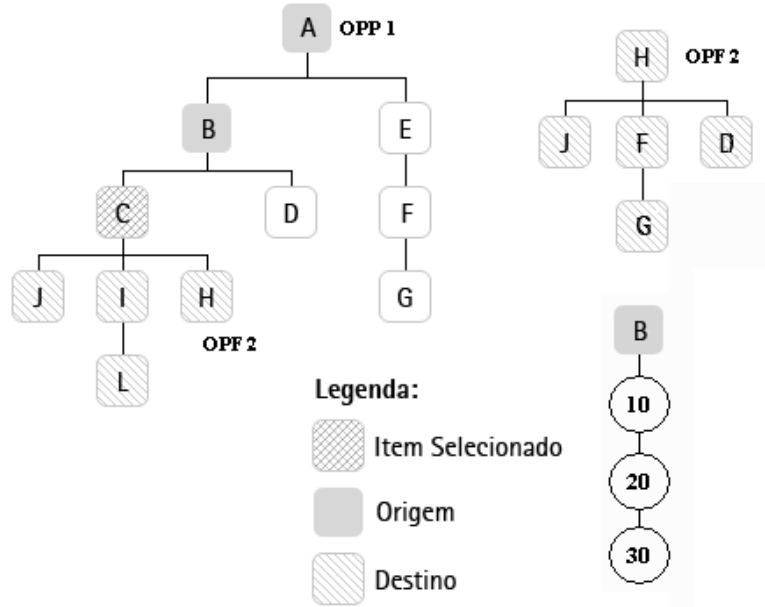 A OPP 1
B E
C D F
J I H G
OPF 2
L
H OPF 2
J F D
G
B
10
20
30
Legenda:
Item Selecionado
Origem
Destino